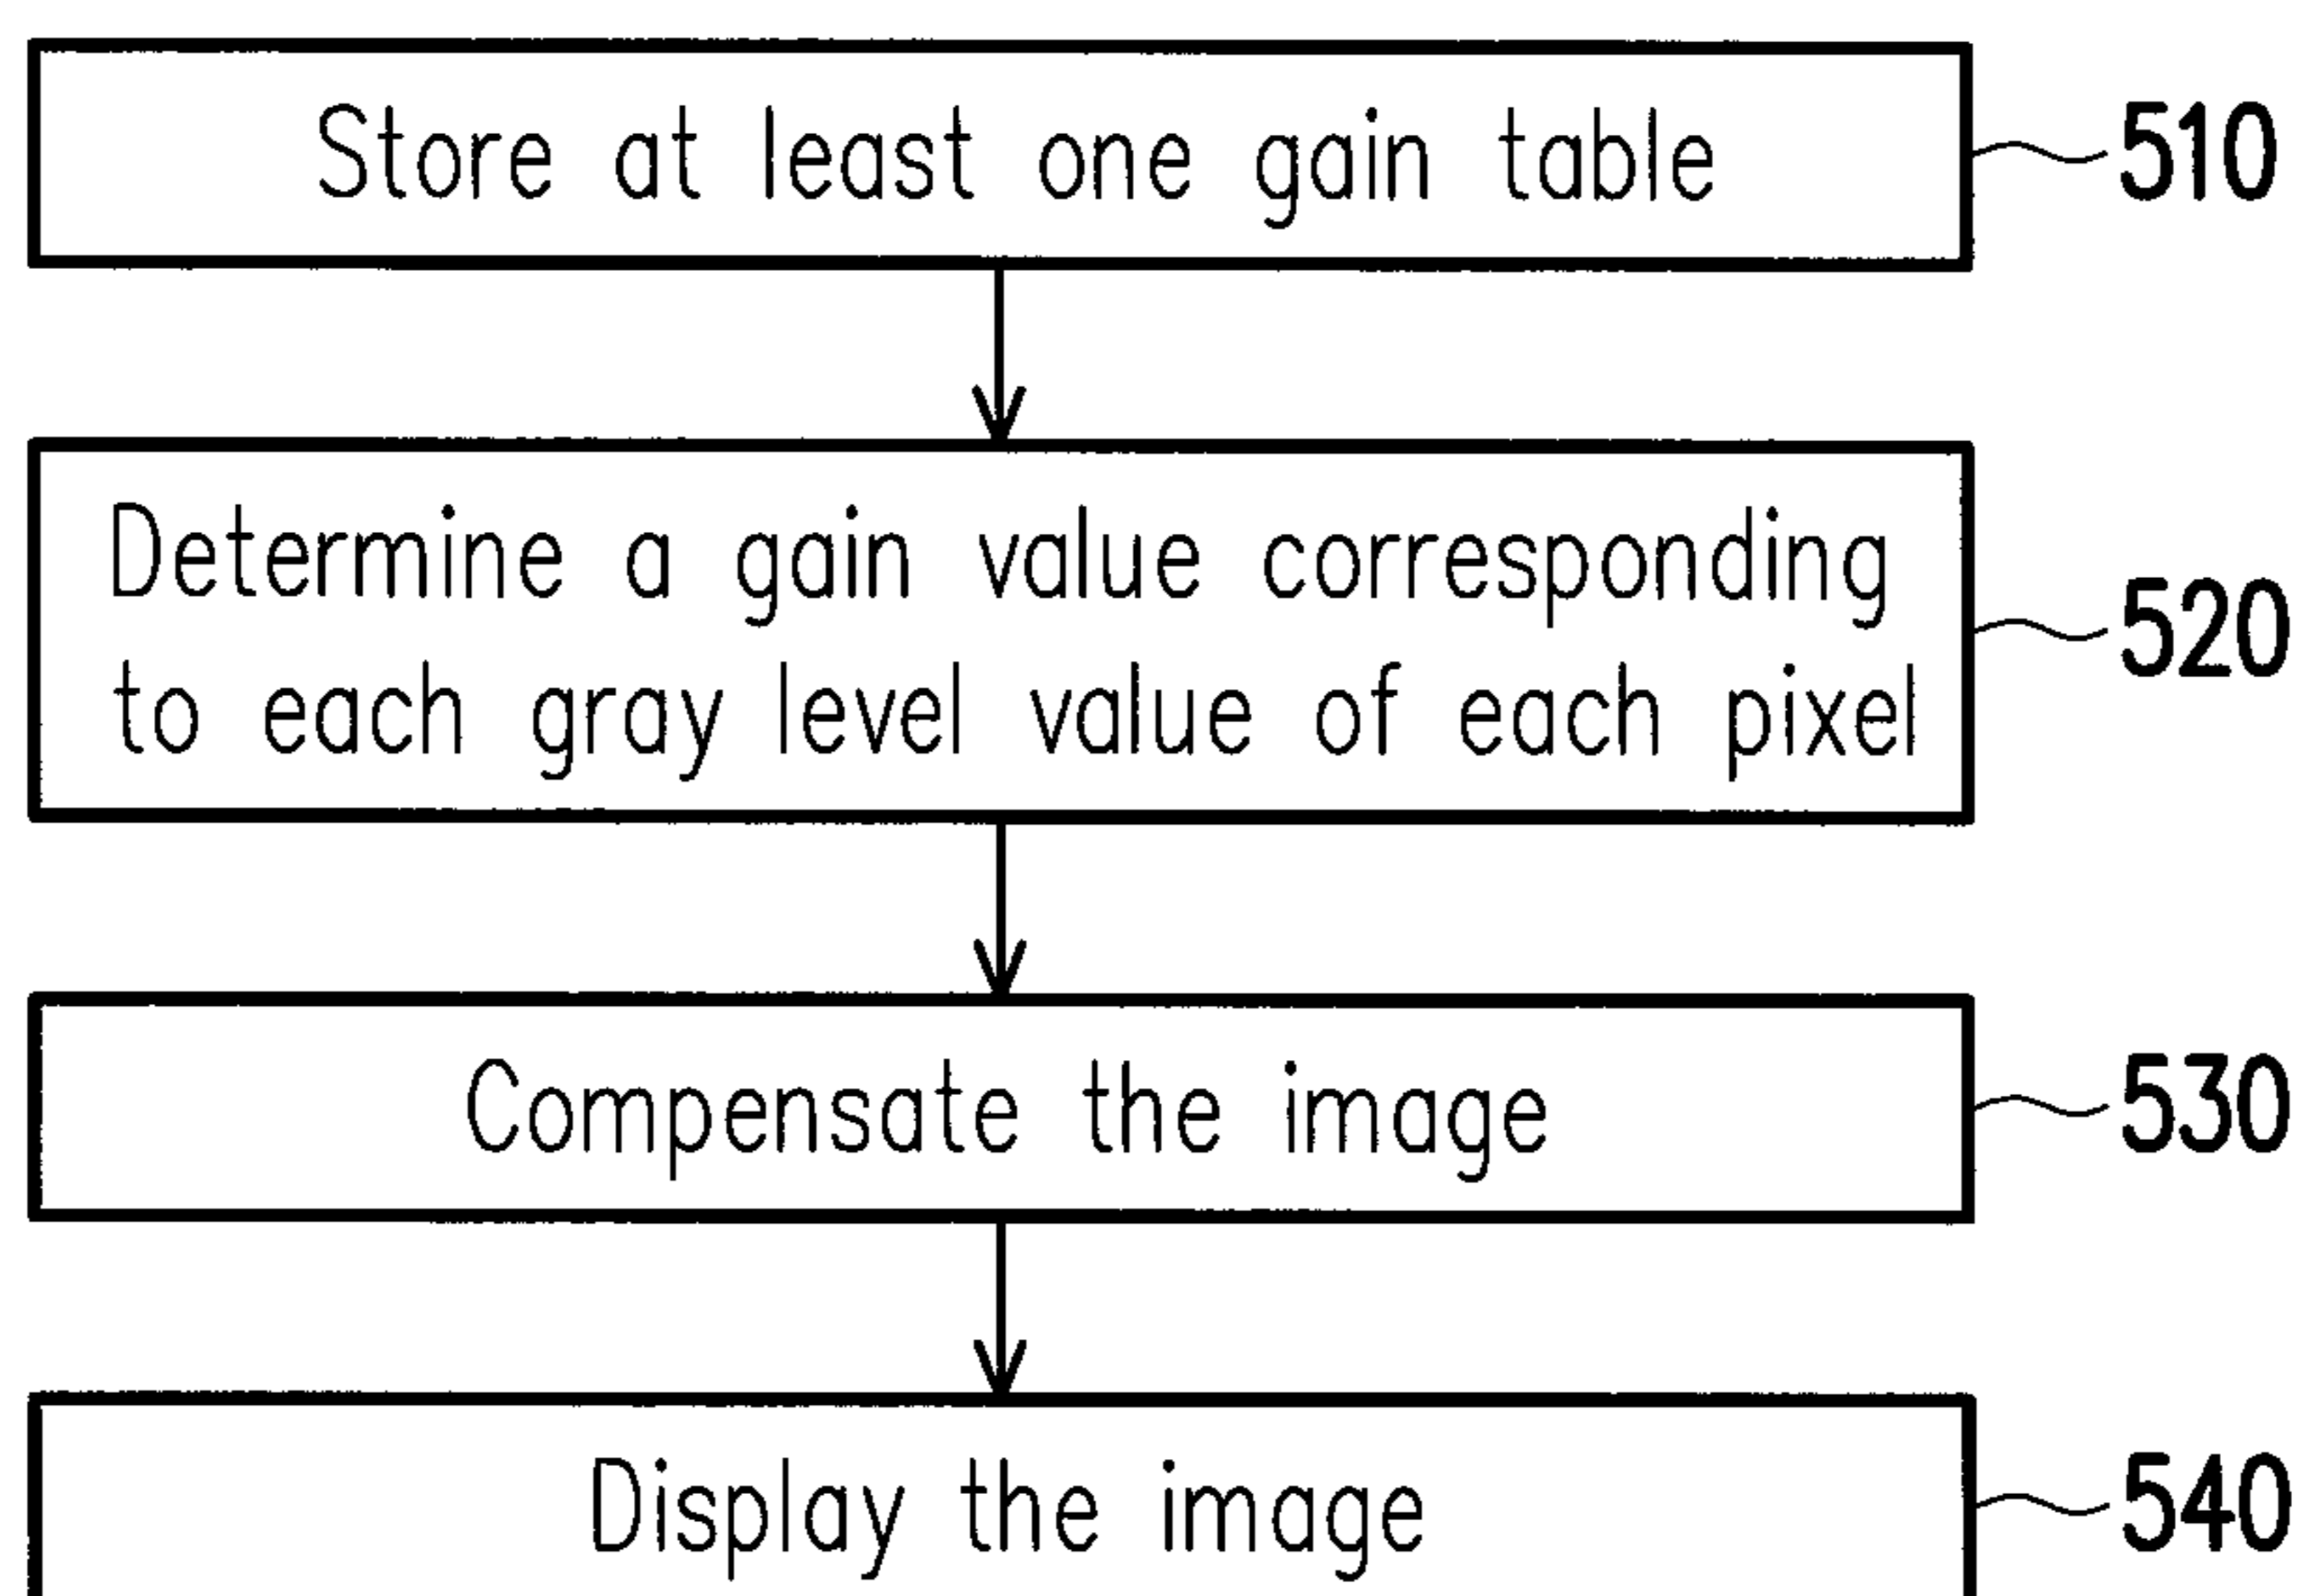 Store at least one gain table
510
Determine a gain value corresponding
to each gray level value of each pixel
520
Compensate the image
530
Display the image
540